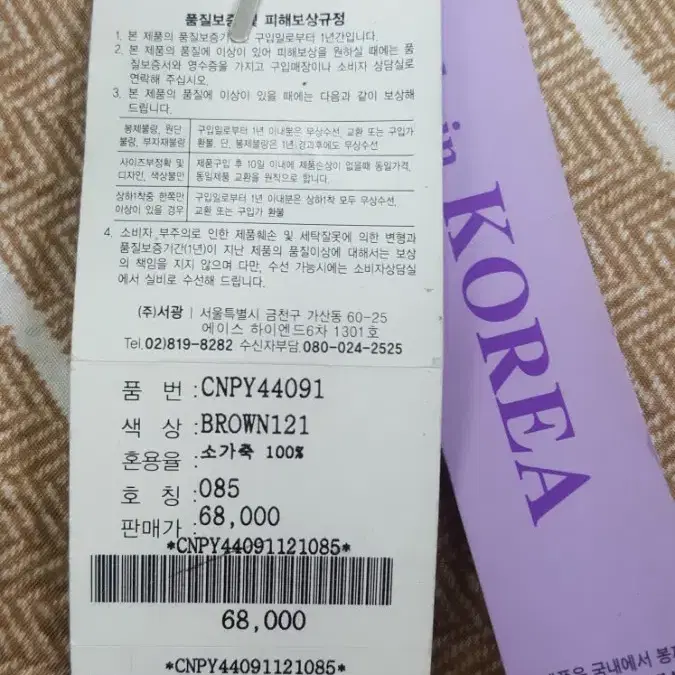 품질보증 및 피해보상규정
1. 본 제품의 품질보증기간은 구입일로부터 1년간입니다.
2. 본 제품의 품질에 이상이 있어 피해보상을 원하실 때에는 품
질보증서와 영수증을 가지고 구입매장이나 소비자 상담실로
연락해 주십시오.
3. 본 제품의 품질에 이상이 있을 때에는 다음과 같이 보상해
드립니다.
봉제불량, 원단
불량, 부자재불량
구입일로부터 1년 이내분은 무상수선, 교환 또는 구입가
환불. 단, 봉제불량은 1년 경과후에도 무상수선
사이즈부정확 및
디자인, 색상불만
제품구입 후 10일 이내에 제품손상이 없을때 동일가격,
동일제품 교환을 원칙으로 합니다.
상하1착중 한쪽만
이상이 있을 경우
구입일로부터 1년 이내분은 상하1착 모두 무상수선,
교환 또는 구입가 환불
4. 소비자 부주의로 인한 제품훼손 및 세탁잘못에 의한 변형과
품질보증기간(1년)이 지난 제품의 품질이상에 대해서는 보상
의 책임을 지지 않으며 다만, 수선 가능시에는 소비자상담실
에서 실비로 수선해 드립니다.
(주)서광 | 서울특별시 금천구 가산동 60-25
에이스 하이엔드6차 1301호
Tel.02)819-8282 수신자부담.080-024-2525
품 번 :CNPY44091
색 상 :BROWN121
혼용율 :소가죽 100%
호 칭 :085
판매가 :68,000
*CNPY44091121085*
68,000
*CNPY44091121085*
in KOREA
국내에서 봉제